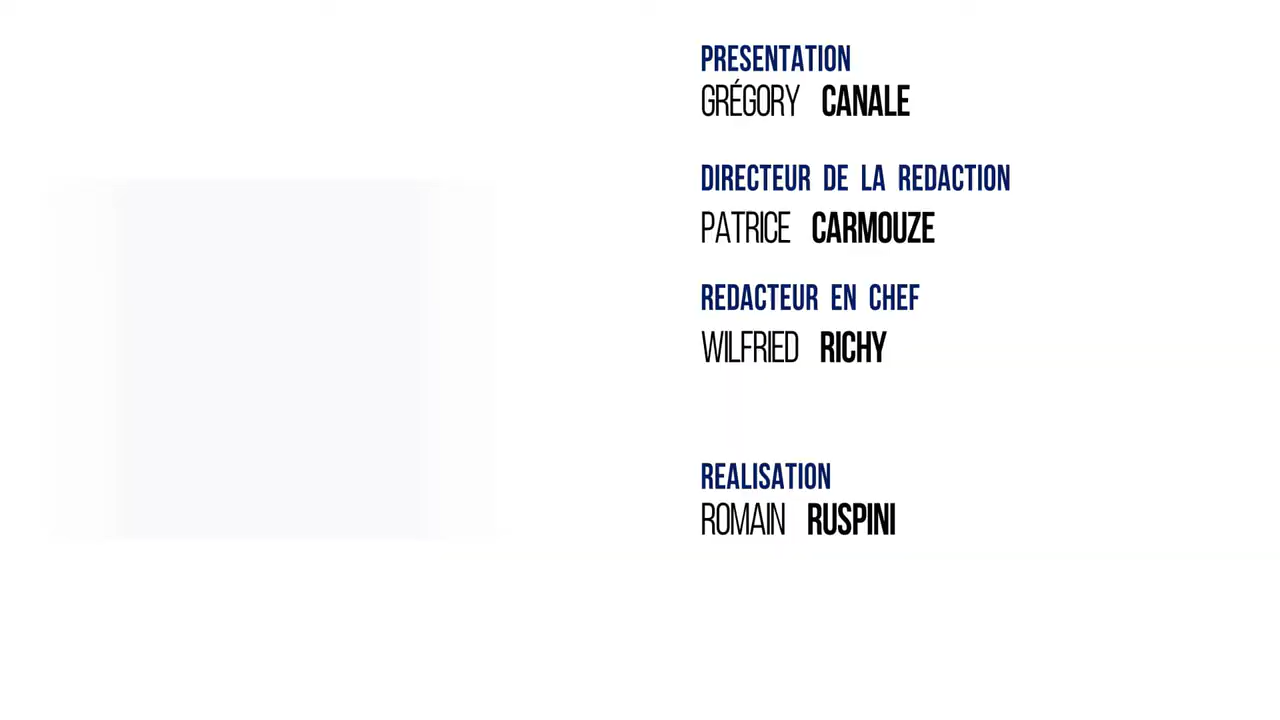 PRESENTATION
GRÉGORY CANALE
DIRECTEUR DE LA REDACTION
PATRICE CARMOUZE
REDACTEUR EN CHEF
WILFRIED RICHY
REALISATION
ROMAIN RUSPINI